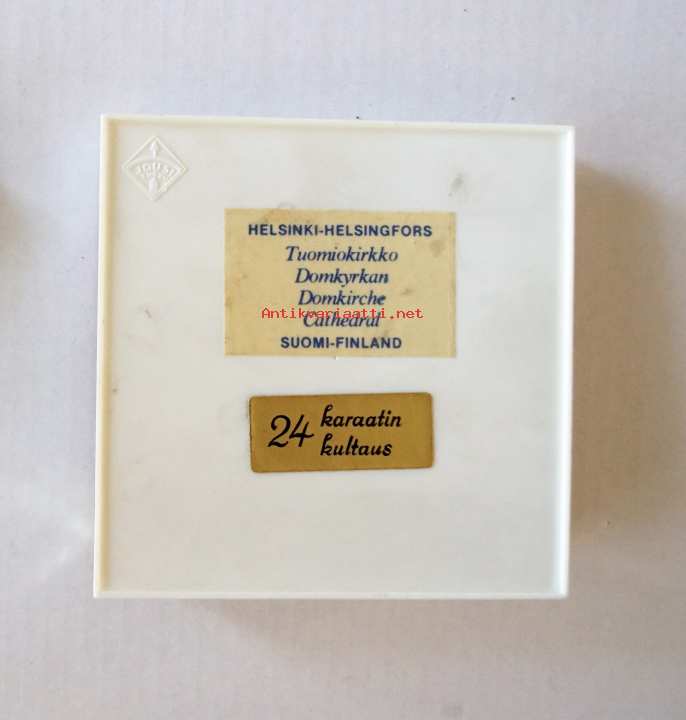 HELSINKI-HELSINGFORS
Tuomiokirkko
Domkyrkan
Domkirche
Antikvariaatti.net
Cathedral
SUOMI-FINLAND
24 karaatin
kultaus